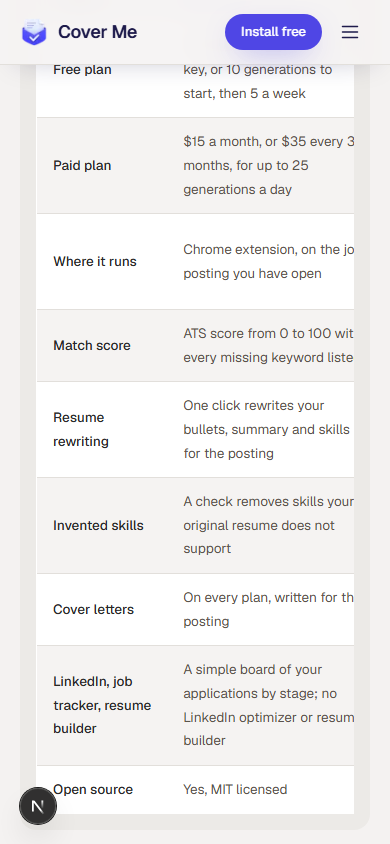 Cover Me
Install free
Free plan
key, or 10 generations to
start, then 5 a week
Paid plan
$15 a month, or $35 every 3
months, for up to 25
generations a day
Where it runs
Chrome extension, on the jo
posting you have open
Match score
ATS score from 0 to 100 wit
every missing keyword liste
Resume
rewriting
One click rewrites your
bullets, summary and skills
for the posting
Invented skills
A check removes skills your
original resume does not
support
Cover letters
On every plan, written for th
posting
LinkedIn, job
tracker, resume
builder
A simple board of your
applications by stage; no
LinkedIn optimizer or resum
builder
Open source
Yes, MIT licensed
N